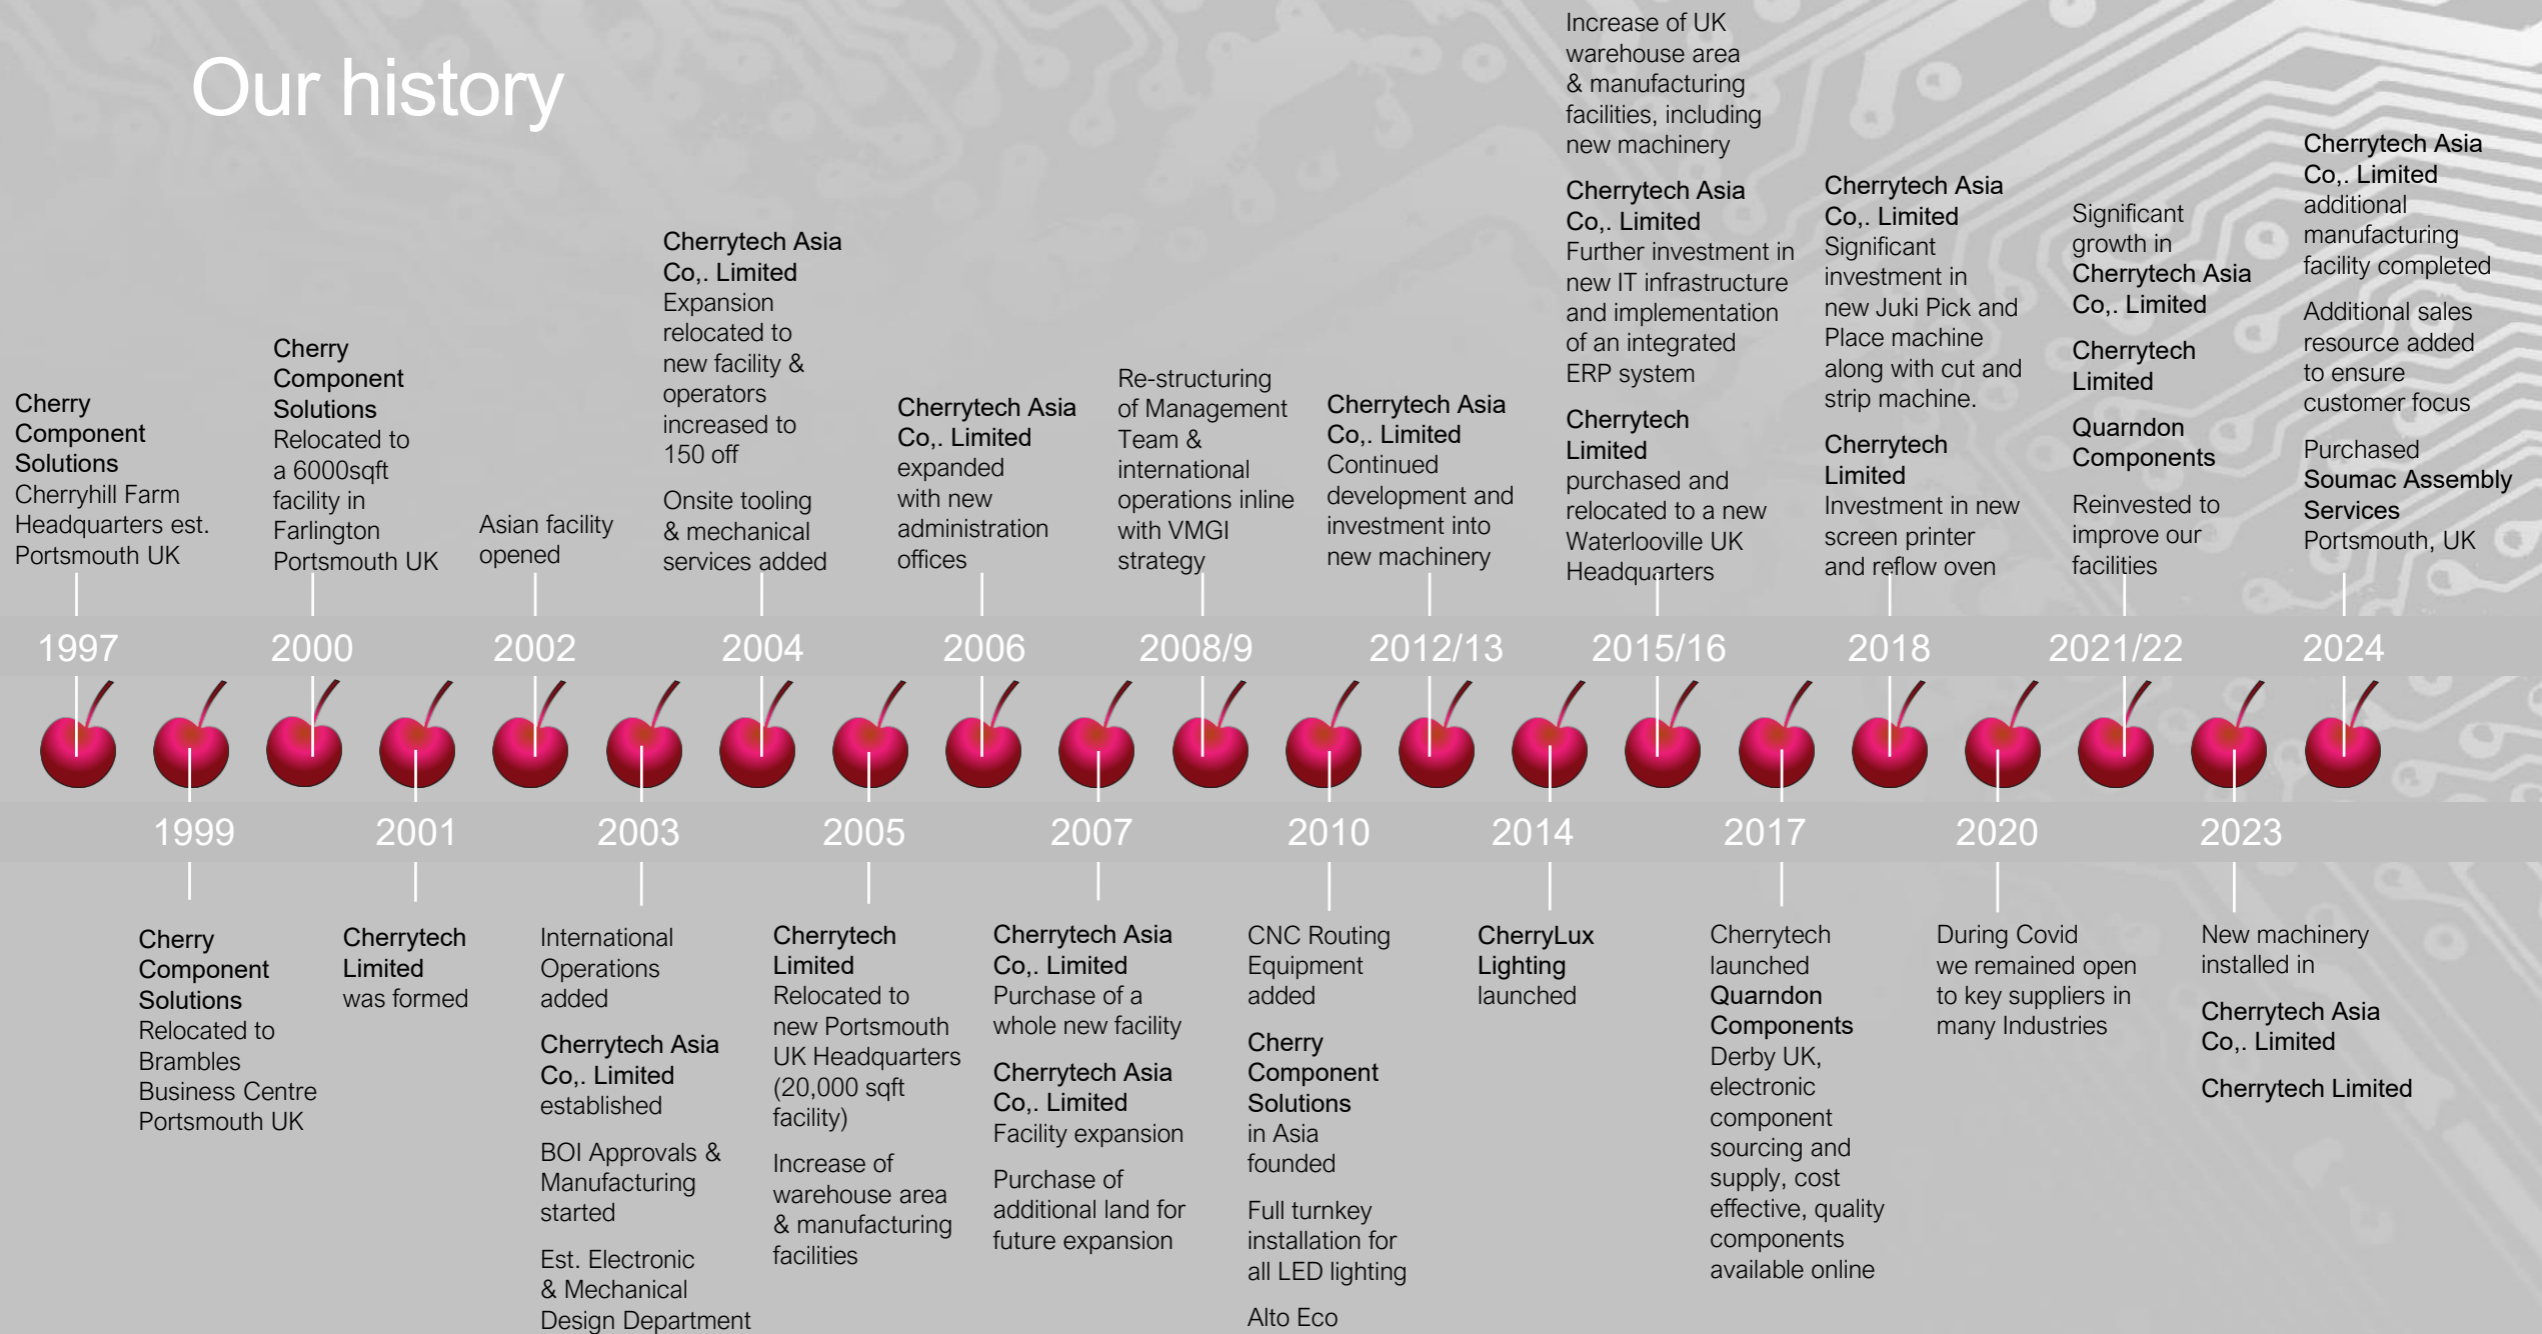 Our history
Cherry
Component
Solutions
Cherryhill Farm
Headquarters est.
Portsmouth UK
Cherry
Component
Solutions
Relocated to
a 6000sqft
facility in
Farlington
Portsmouth UK
Asian facility
opened
Cherrytech Asia
Co,. Limited
Expansion
relocated to
new facility &
operators
increased to
150 off
Onsite tooling
& mechanical
services added
Cherrytech Asia
Co,. Limited
expanded
with new
administration
offices
Re-structuring
of Management
Team &
international
operations inline
with VMGI
strategy
Cherrytech Asia
Co,. Limited
Continued
development and
investment into
new machinery
Increase of UK
warehouse area
& manufacturing
facilities, including
new machinery
Cherrytech Asia
Co,. Limited
Further investment in
new IT infrastructure
and implementation
of an integrated
ERP system
Cherrytech
Limited
purchased and
relocated to a new
Waterlooville UK
Headquarters
Cherrytech Asia
Co,. Limited
Significant
investment in
new Juki Pick and
Place machine
along with cut and
strip machine.
Cherrytech
Limited
Investment in new
screen printer
and reflow oven
Significant
growth in
Cherrytech Asia
Co,. Limited
Cherrytech
Limited
Quarndon
Components
Reinvested to
improve our
facilities
Cherrytech Asia
Co,. Limited
additional
manufacturing
facility completed
Additional sales
resource added
to ensure
customer focus
Purchased
Soumac Assembly
Services
Portsmouth, UK
1997
2000
2002
2004
2006
2008/9
2012/13
2015/16
2018
2021/22
2024
1999
2001
2003
2005
2007
2010
2014
2017
2020
2023
Cherry
Component
Solutions
Relocated to
Brambles
Business Centre
Portsmouth UK
Cherrytech
Limited
was formed
International
Operations
added
Cherrytech Asia
Co,. Limited
established
BOI Approvals &
Manufacturing
started
Est. Electronic
& Mechanical
Design Department
Cherrytech
Limited
Relocated to
new Portsmouth
UK Headquarters
(20,000 sqft
facility)
Increase of
warehouse area
& manufacturing
facilities
Cherrytech Asia
Co,. Limited
Purchase of a
whole new facility
Cherrytech Asia
Co,. Limited
Facility expansion
Purchase of
additional land for
future expansion
CNC Routing
Equipment
added
Cherry
Component
Solutions
in Asia
founded
Full turnkey
installation for
all LED lighting
Alto Eco
CherryLux
Lighting
launched
Cherrytech
launched
Quarndon
Components
Derby UK,
electronic
component
sourcing and
supply, cost
effective, quality
components
available online
During Covid
we remained open
to key suppliers in
many Industries
New machinery
installed in
Cherrytech Asia
Co,. Limited
Cherrytech Limited